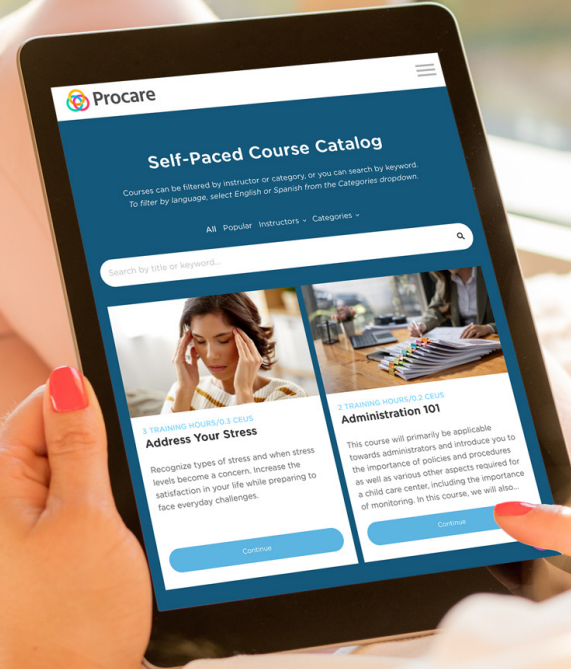 Procare
Self-Paced Course Catalog
Courses can be filtered by instructor or category, or you can search by keyword.
To filter by language, select English or Spanish from the Categories dropdown.
All Popular Instructors Categories
Search by title or keyword...
3 TRAINING HOURS/0.3 CEUS
Address Your Stress
Recognize types of stress and when stress
levels become a concern. Increase the
satisfaction in your life while preparing to
face everyday challenges.
Continue
2 TRAINING HOURS/0.2 CEUS
Administration 101
This course will primarily be applicable
towards administrators and introduce you to
the importance of policies and procedures
as well as various other aspects required for
a child care center, including the importance
of monitoring. In this course, we will also...
Continue